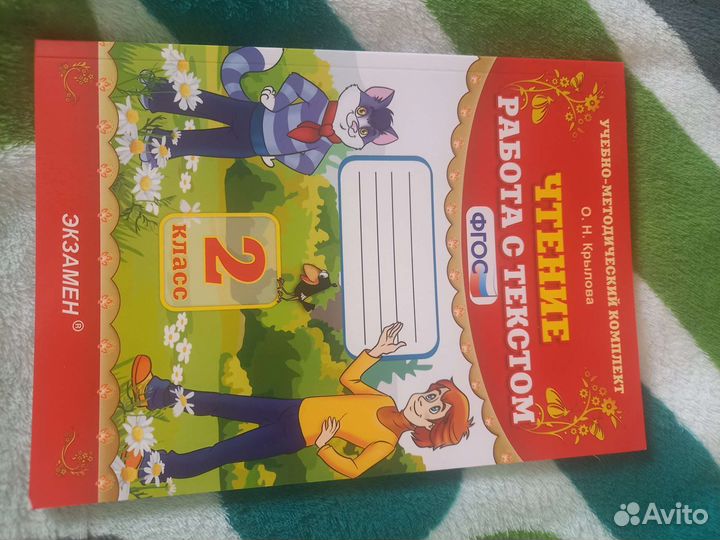 УЧЕБНО-МЕТОДИЧЕСКИЙ КОМПЛЕКТ
О. Н. Крылова
ЧТЕНИЕ
РАБОТА С ТЕКСТОМ
ФГОС
2
класс
ЭКЗАМЕН®
Avito